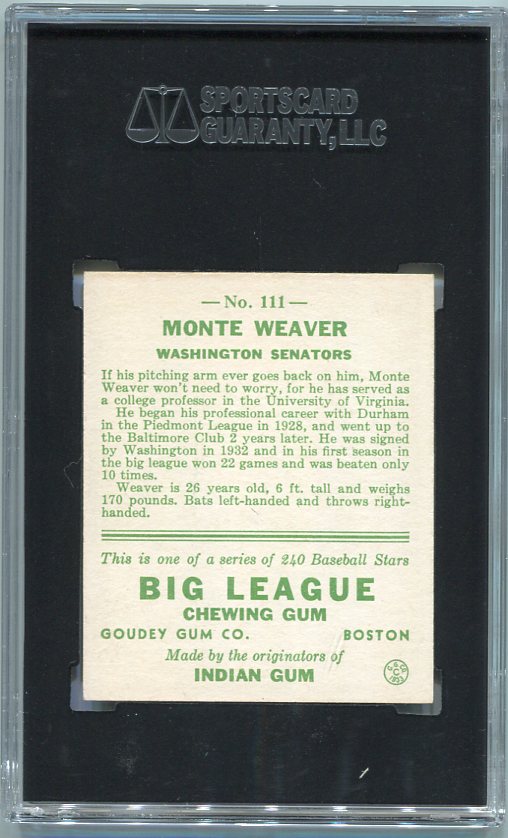 SPORTSCARD
GUARANTY, LLC
— No. 111 —
MONTE WEAVER
WASHINGTON SENATORS
If his pitching arm ever goes back on him, Monte
Weaver won't need to worry, for he has served as
a college professor in the University of Virginia.
He began his professional career with Durham
in the Piedmont League in 1928, and went up to
the Baltimore Club 2 years later. He was signed
by Washington in 1932 and in his first season in
the big league won 22 games and was beaten only
10 times.
Weaver is 26 years old, 6 ft. tall and weighs
170 pounds. Bats left-handed and throws right-
handed.
This is one of a series of 240 Baseball Stars
BIG LEAGUE
CHEWING GUM
GOUDEY GUM CO. BOSTON
Made by the originators of
INDIAN GUM
G. G. CO.
C
1933